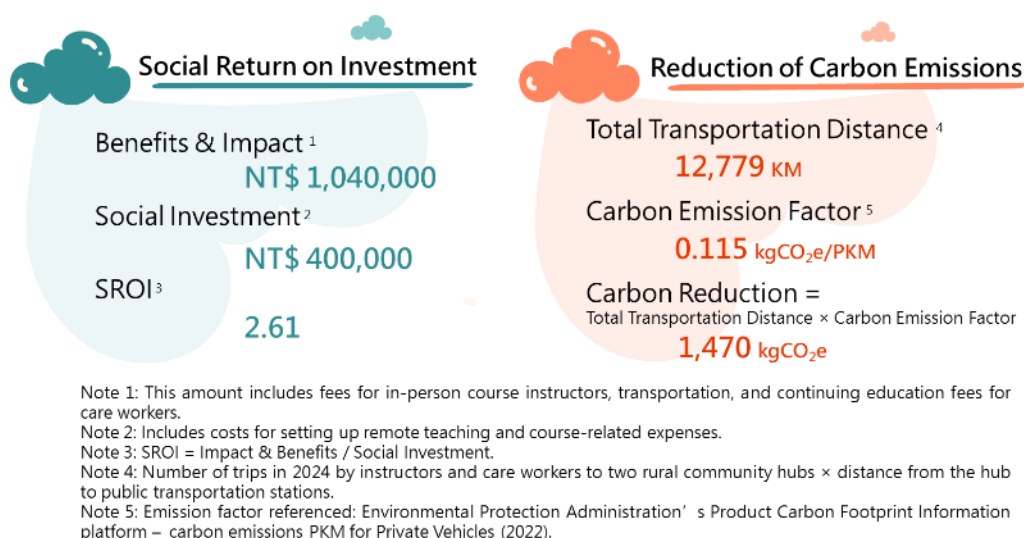 Social Return on Investment
Benefits & Impact 1
NT$ 1,040,000
Social Investment 2
NT$ 400,000
SROI 3
2.61
Reduction of Carbon Emissions
Total Transportation Distance 4
12,779 KM
Carbon Emission Factor 5
0.115 kgCO₂e/PKM
Carbon Reduction =
Total Transportation Distance × Carbon Emission Factor
1,470 kgCO₂e
Note 1: This amount includes fees for in-person course instructors, transportation, and continuing education fees for
care workers.
Note 2: Includes costs for setting up remote teaching and course-related expenses.
Note 3: SROI = Impact & Benefits / Social Investment.
Note 4: Number of trips in 2024 by instructors and care workers to two rural community hubs × distance from the hub
to public transportation stations.
Note 5: Emission factor referenced: Environmental Protection Administration' s Product Carbon Footprint Information
platform – carbon emissions PKM for Private Vehicles (2022).